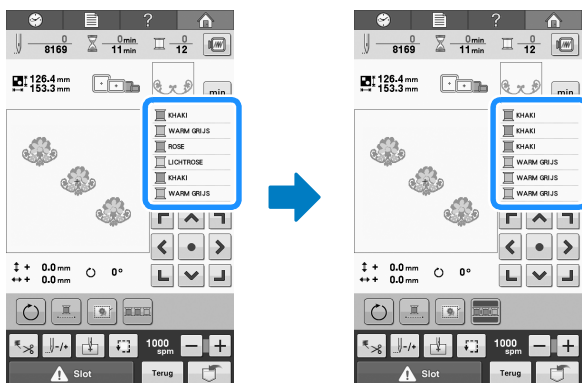 ?
0
8169
0 min
11 min
0
12
126.4 mm
153.3 mm
min
KHAKI
WARM GRIJS
ROSE
LICHTROSE
KHAKI
WARM GRIJS
+ 0.0 mm
+ 0.0 mm
0°
-/+
1000
spm
- +
Slot
Terug
?
0
8169
0 min
11 min
0
12
126.4 mm
153.3 mm
min
KHAKI
KHAKI
KHAKI
WARM GRIJS
WARM GRIJS
WARM GRIJS
+ 0.0 mm
+ 0.0 mm
0°
-/+
1000
spm
- +
Slot
Terug